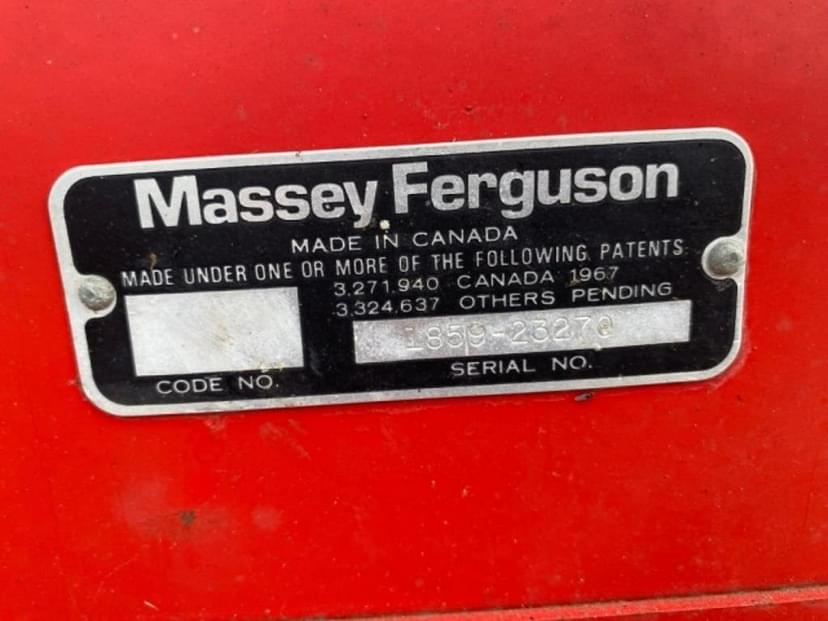 Massey Ferguson
MADE IN CANADA
MADE UNDER ONE OR MORE OF THE FOLLOWING PATENTS:
3,271,940 CANADA 1967
3,324,637 OTHERS PENDING
CODE NO.
SERIAL NO.